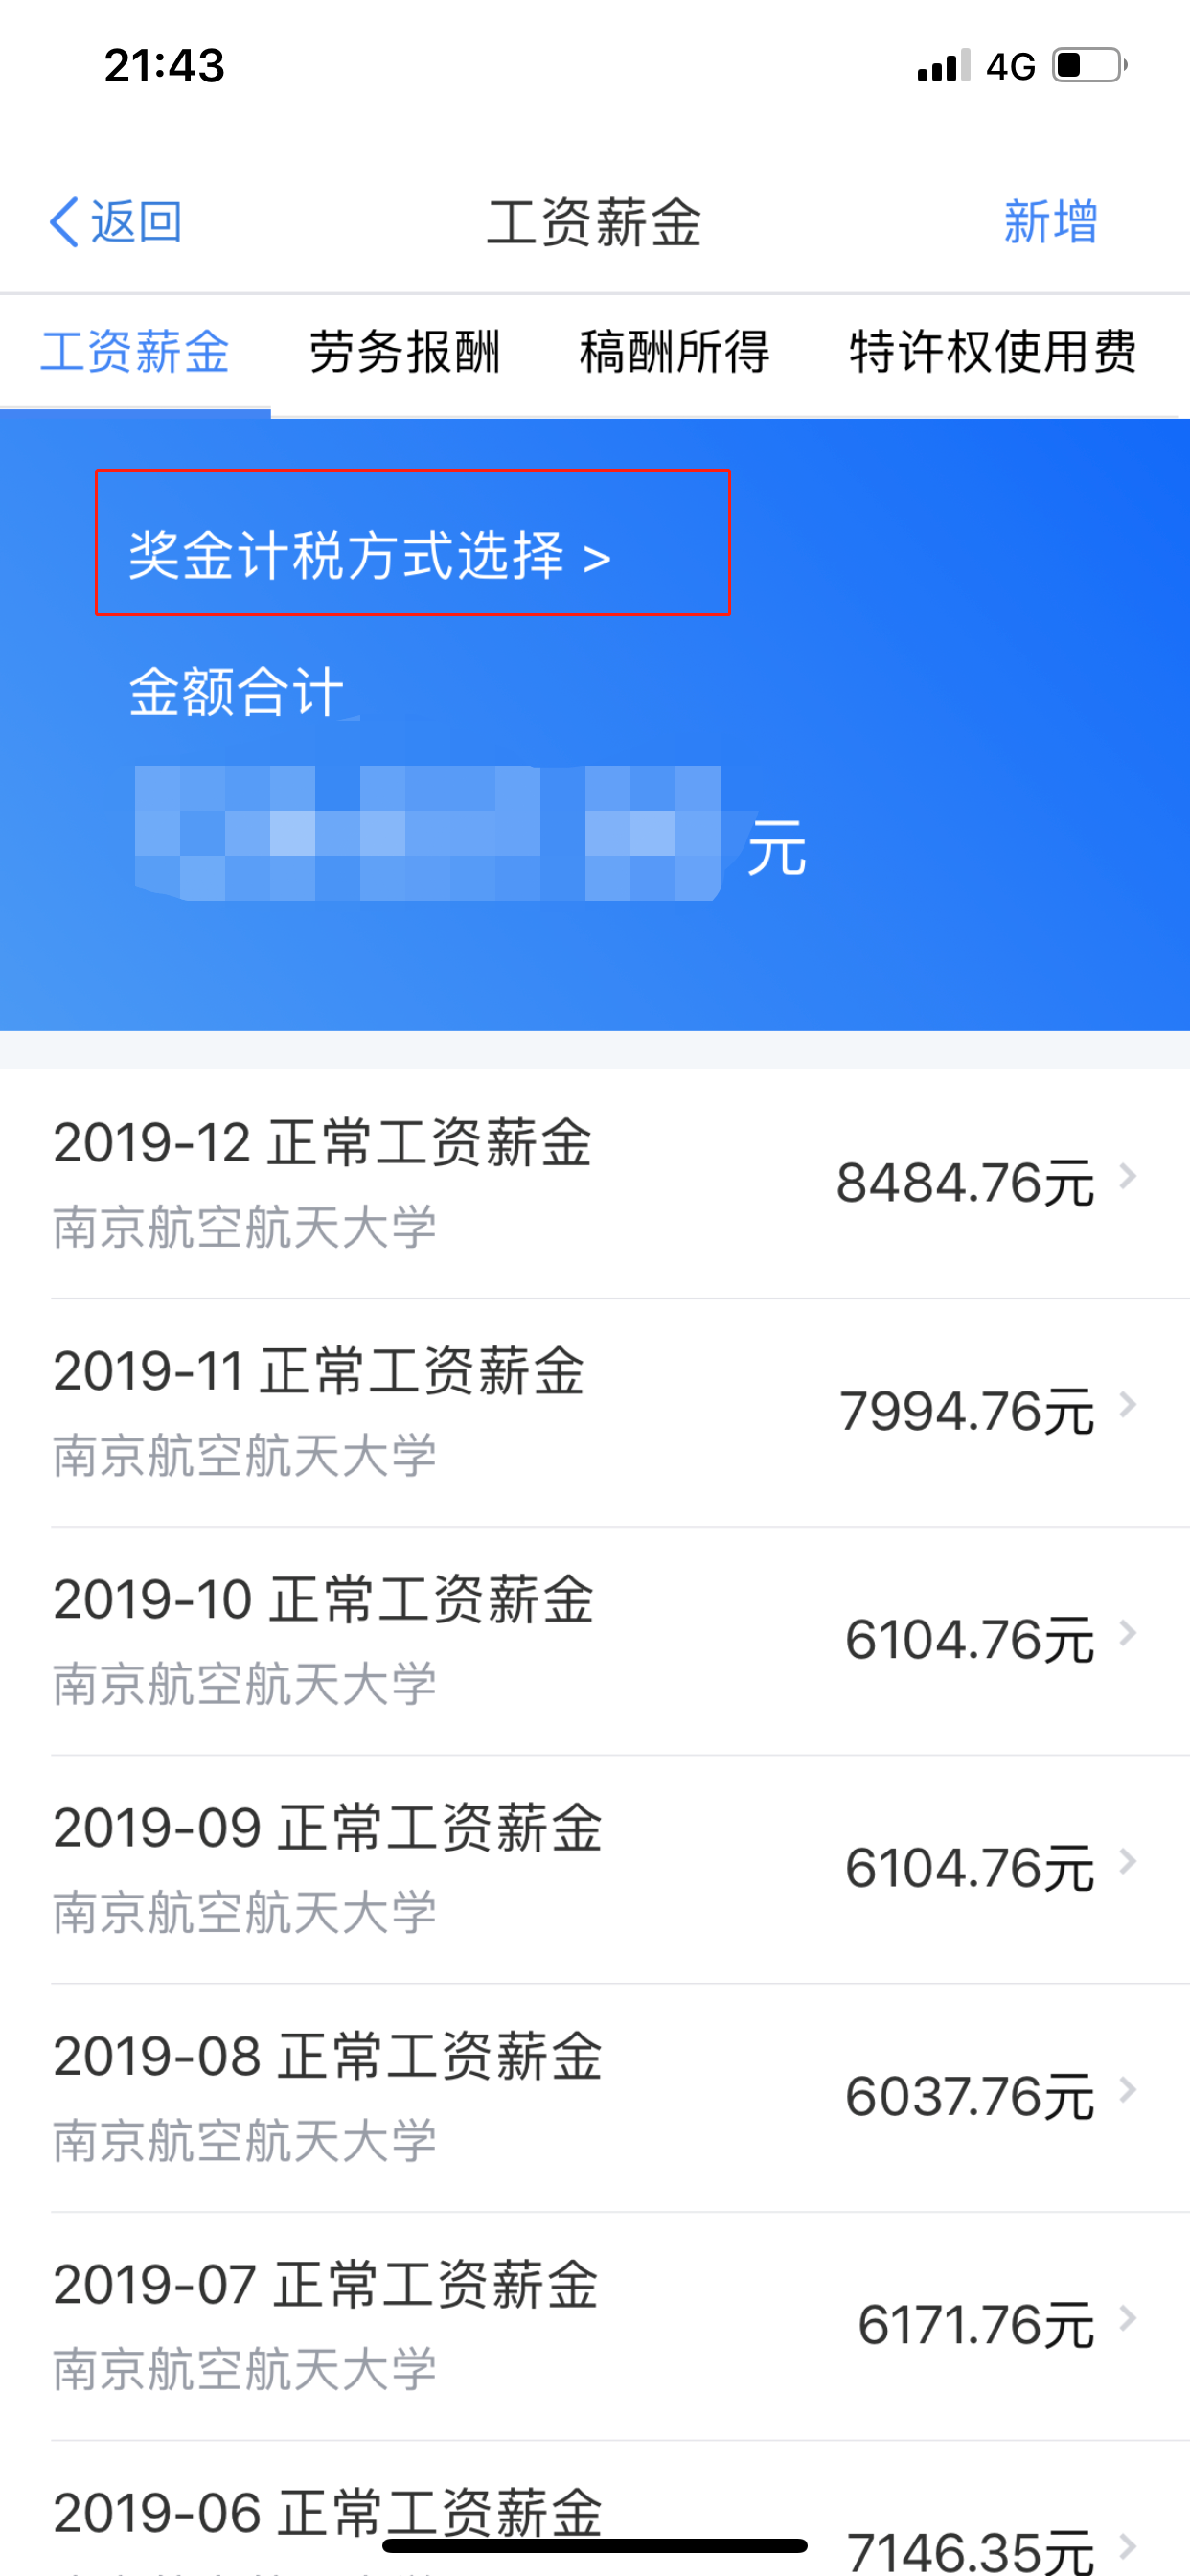 21:43 4G
返回 工资薪金 新增
工资薪金 劳务报酬 稿酬所得 特许权使用费
奖金计税方式选择 >
金额合计
元
2019-12 正常工资薪金
8484.76元
南京航空航天大学
2019-11 正常工资薪金
7994.76元
南京航空航天大学
2019-10 正常工资薪金
6104.76元
南京航空航天大学
2019-09 正常工资薪金
6104.76元
南京航空航天大学
2019-08 正常工资薪金
6037.76元
南京航空航天大学
2019-07 正常工资薪金
6171.76元
南京航空航天大学
2019-06 正常工资薪金
7146.35元